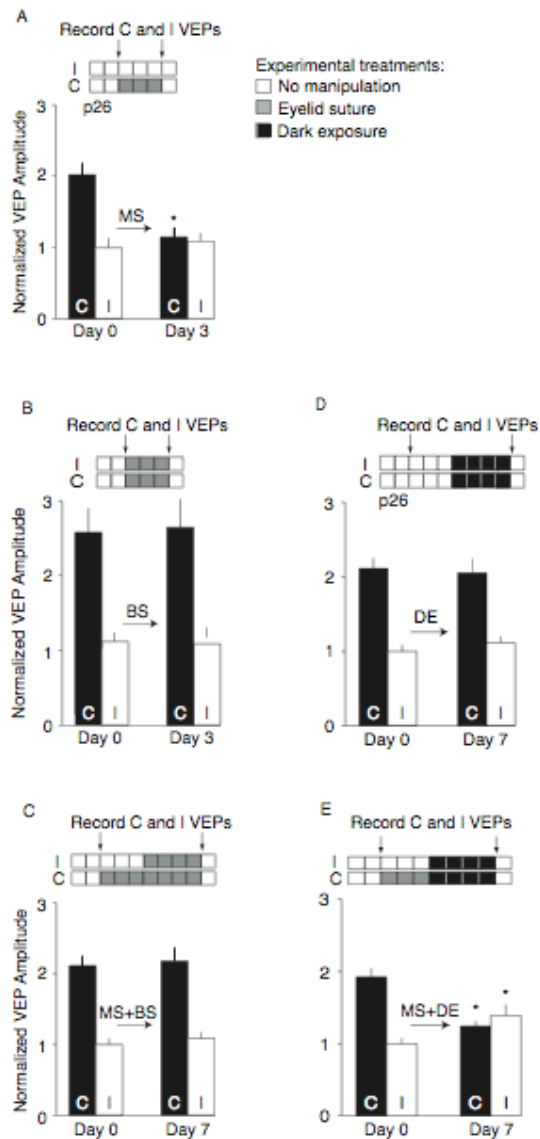 A
Record C and I VEPs
I
C
p26
Experimental treatments:
No manipulation
Eyelid suture
Dark exposure
Normalized VEP Amplitude
3
2
1
0
MS
*
C I C I
Day 0 Day 3
B
Record C and I VEPs
I
C
Normalized VEP Amplitude
3
2
1
0
BS
C I C I
Day 0 Day 3
D
Record C and I VEPs
I
C
p26
3
2
1
0
DE
C I C I
Day 0 Day 7
C
Record C and I VEPs
I
C
Normalized VEP Amplitude
3
2
1
0
MS+BS
C I C I
Day 0 Day 7
E
Record C and I VEPs
I
C
3
2
1
0
MS+DE
* *
C I C I
Day 0 Day 7